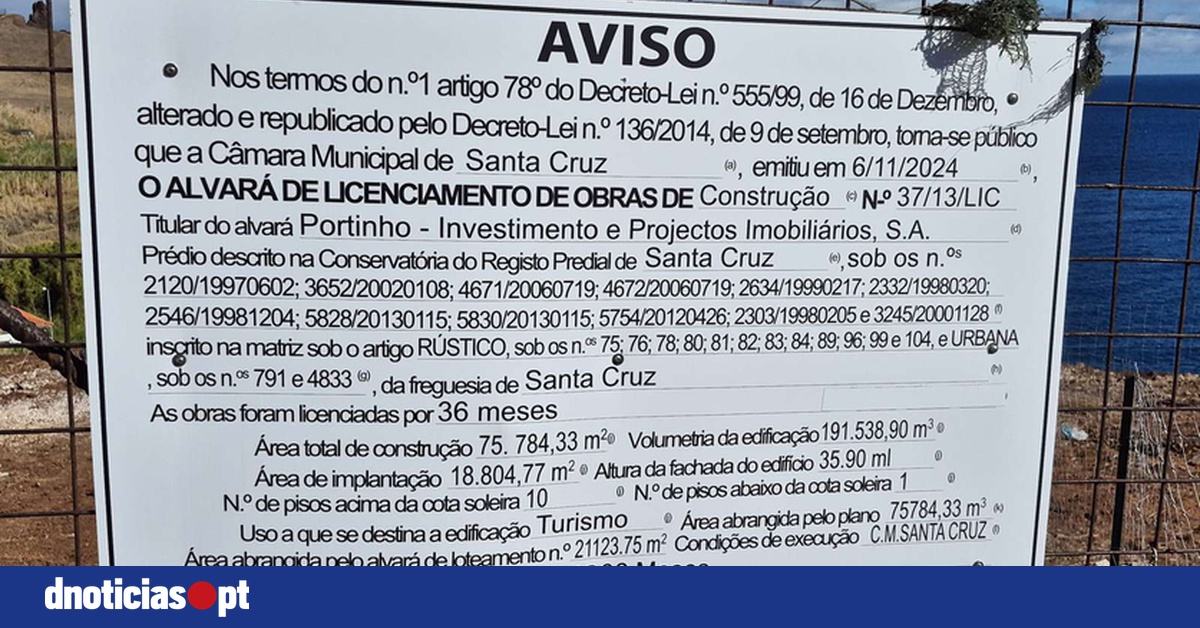 AVISO
Nos termos do n.º1 artigo 78º do Decreto-Lei n.º 555/99, de 16 de Dezembro,
alterado e republicado pelo Decreto-Lei n.º 136/2014, de 9 de setembro, torna-se público
que a Câmara Municipal de Santa Cruz (a), emitiu em 6/11/2024 (b),
O ALVARÁ DE LICENCIAMENTO DE OBRAS DE Construção (c) N-º 37/13/LIC
Titular do alvará Portinho - Investimento e Projectos Imobiliários, S.A. (d)
Prédio descrito na Conservatória do Registo Predial de Santa Cruz (e), sob os n.ºs
2120/19970602; 3652/20020108; 4671/20060719; 4672/20060719; 2634/19990217; 2332/19980320;
2546/19981204; 5828/20130115; 5830/20130115; 5754/20120426; 2303/19980205 e 3245/20001128 (f)
inscrito na matriz sob o artigo RÚSTICO, sob os n.ºs 75; 76; 78; 80; 81; 82; 83; 84; 89; 96; 99 e 104, e URBANA
, sob os n.ºs 791 e 4833 (g), da freguesia de Santa Cruz (h)
As obras foram licenciadas por 36 meses
Área total de construção 75. 784,33 m² Volumetria da edificação 191.538,90 m³
Área de implantação 18.804,77 m² Altura da fachada do edifício 35.90 ml
N.º de pisos acima da cota soleira 10 N.º de pisos abaixo da cota soleira 1
Uso a que se destina a edificação Turismo Área abrangida pelo plano 75784,33 m³ (k)
Área abrangida pelo alvará de loteamento n.º 21123.75 m² Condições de execução C.M.SANTA CRUZ
dnoticias.pt